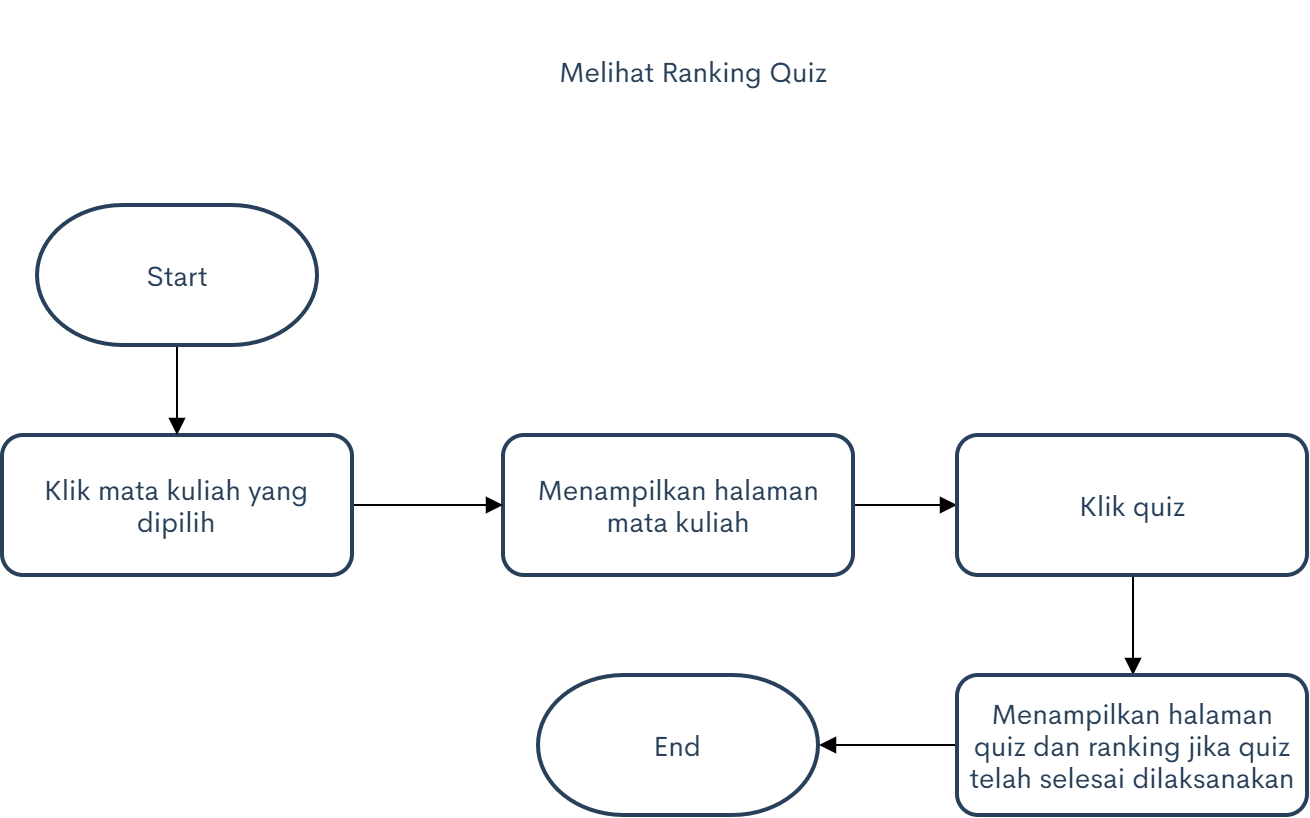 Melihat Ranking Quiz
Start
Klik mata kuliah yang
dipilih
Menampilkan halaman
mata kuliah
Klik quiz
Menampilkan halaman
quiz dan ranking jika quiz
telah selesai dilaksanakan
End